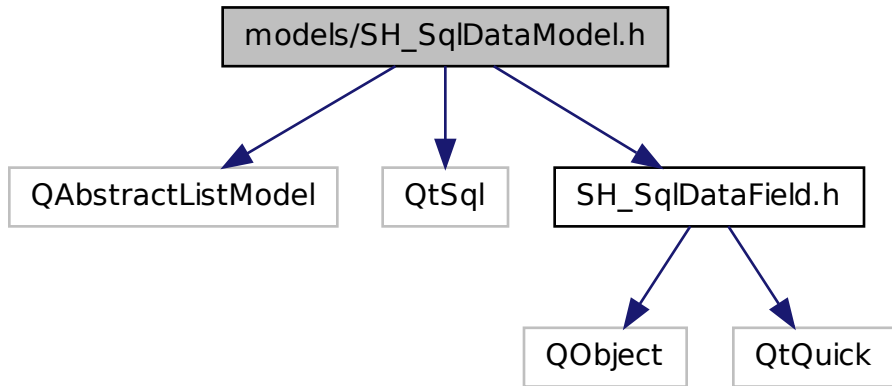 models/SH_SqlDataModel.h
QAbstractListModel
QtSql
SH_SqlDataField.h
QObject
QtQuick